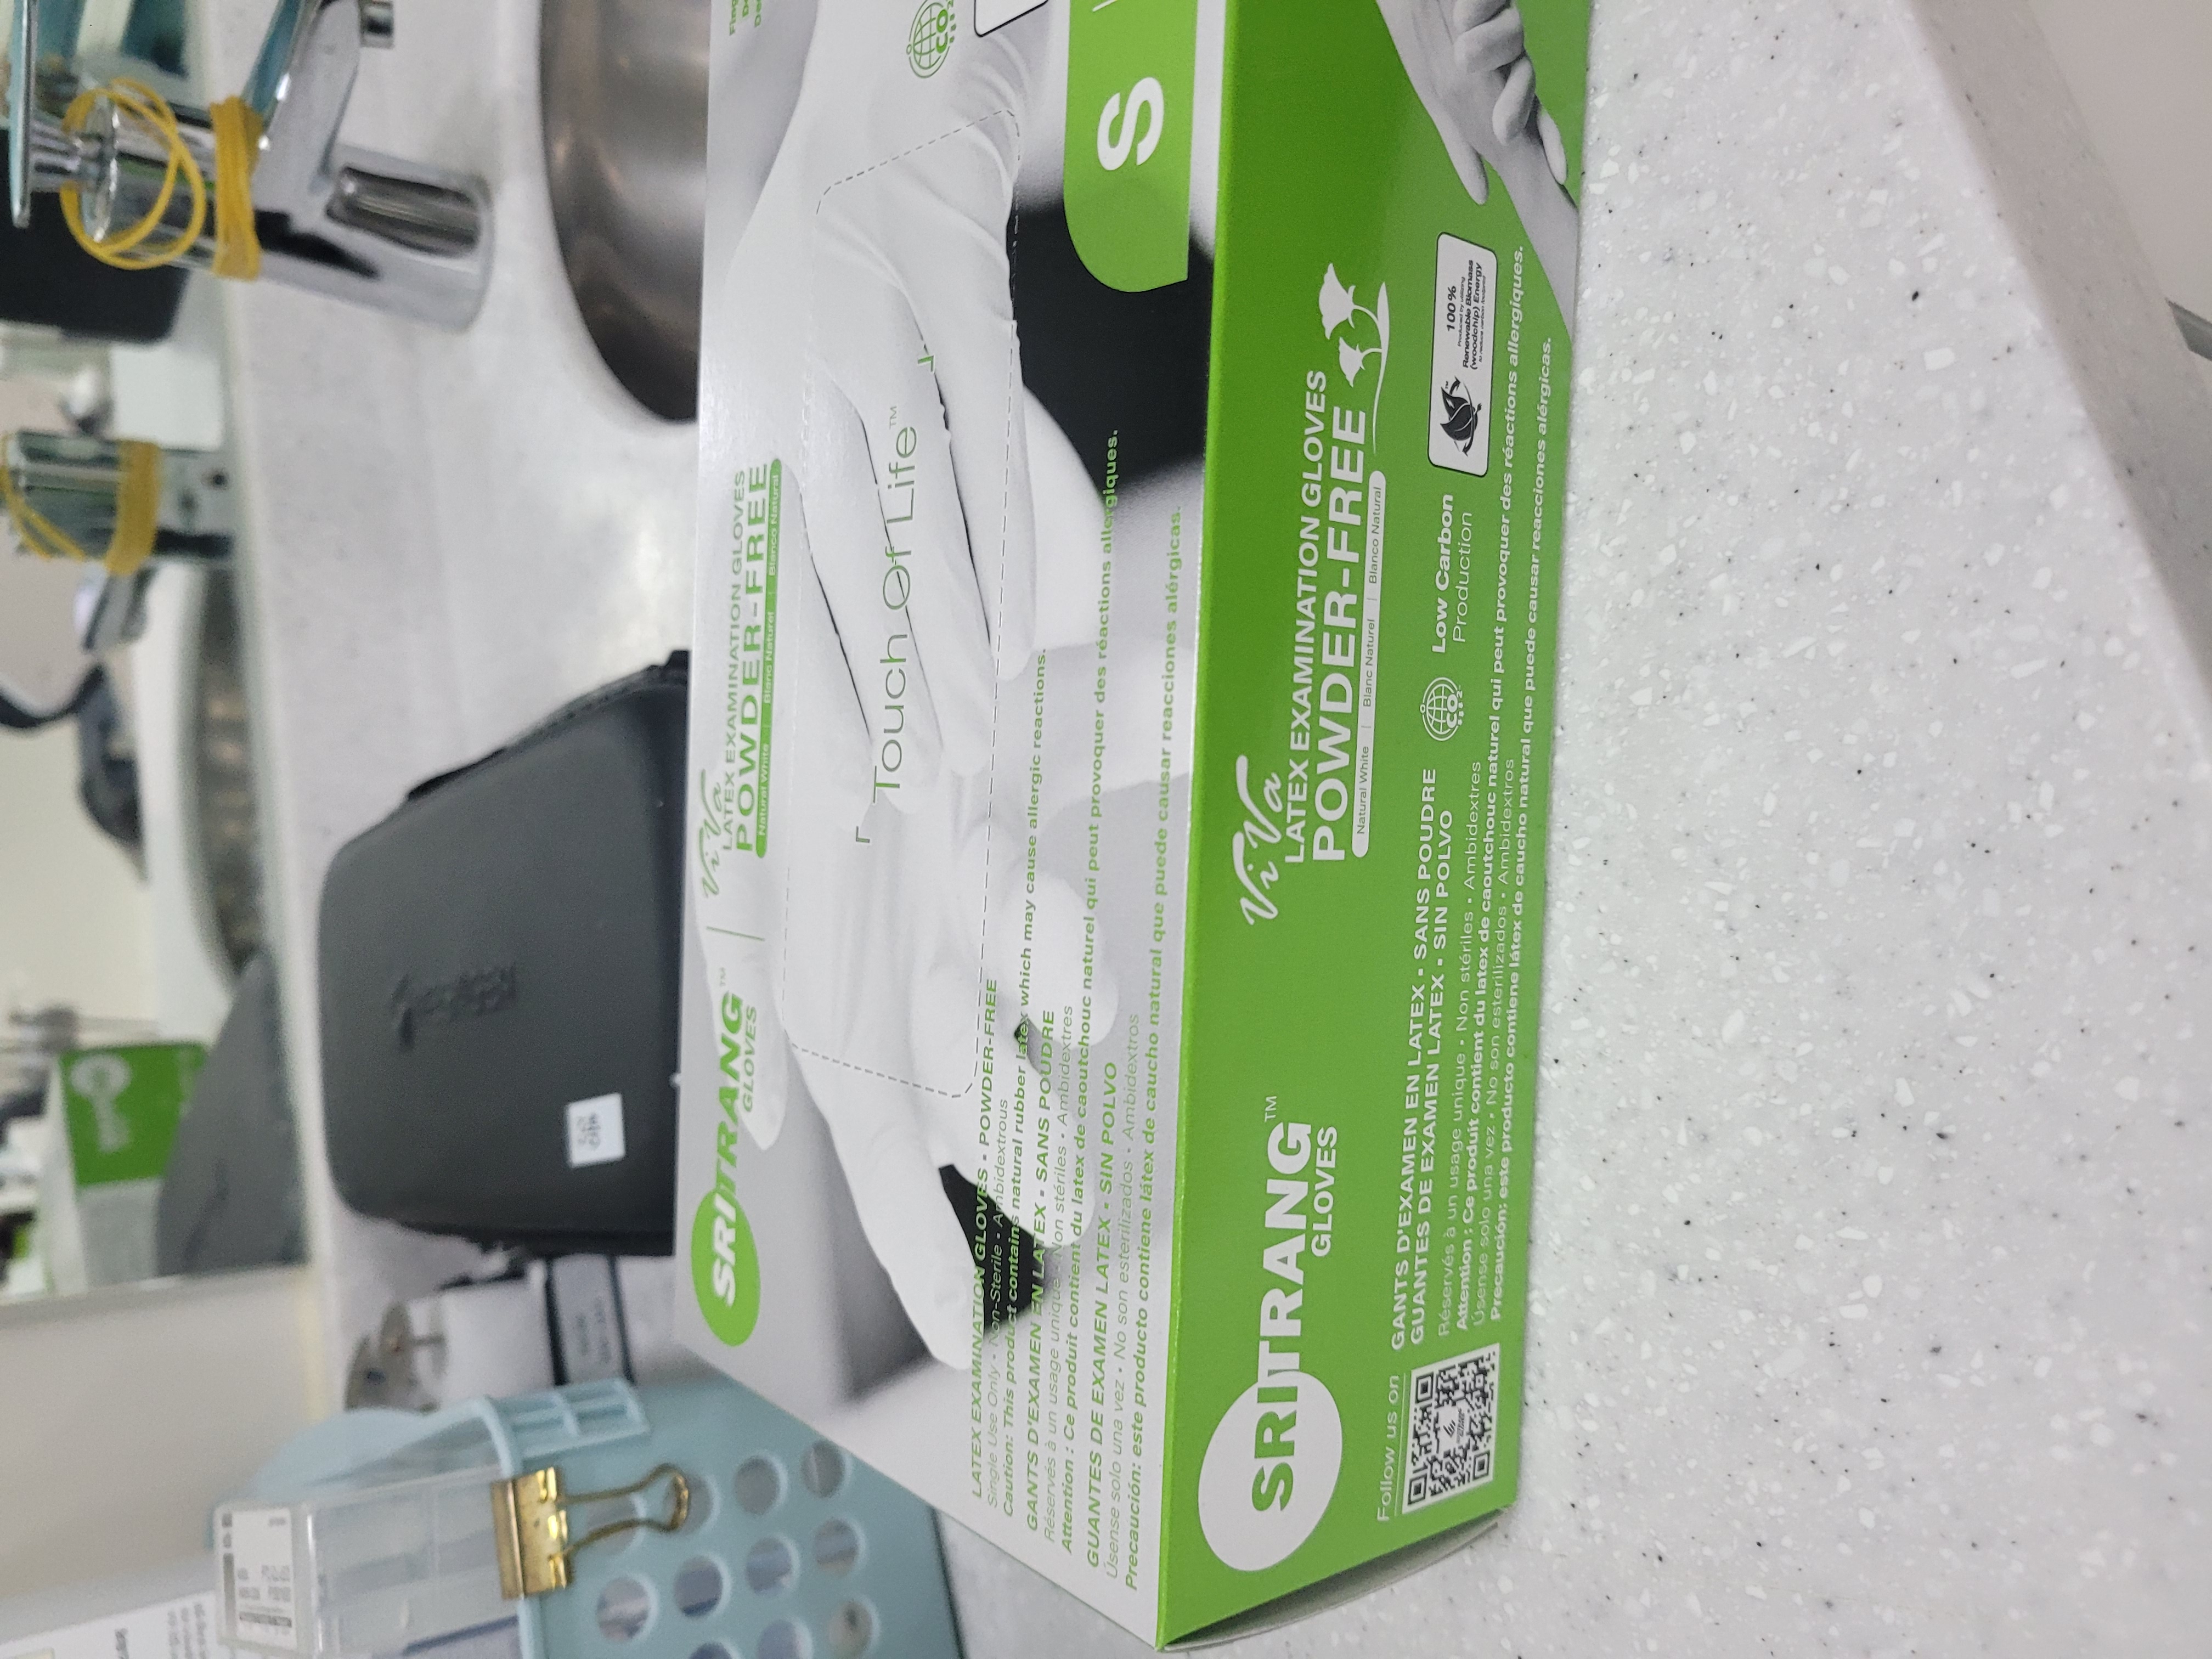 SRITRANG™
GLOVES
ViVa
LATEX EXAMINATION GLOVES
POWDER-FREE
Natural White | Blanc Naturel | Blanco Natural
「Touch Of Life™」
CO2
LATEX EXAMINATION GLOVES • POWDER-FREE
Single Use Only • Non-Sterile • Ambidextrous
Caution: This product contains natural rubber latex which may cause allergic reactions.
GANTS D'EXAMEN EN LATEX • SANS POUDRE
Réservés à un usage unique • Non stériles • Ambidextres
Attention : Ce produit contient du latex de caoutchouc naturel qui peut provoquer des réactions allergiques.
GUANTES DE EXAMEN LATEX • SIN POLVO
Úsense solo una vez • No son esterilizados • Ambidextros
Precaución: este producto contiene látex de caucho natural que puede causar reacciones alérgicas.
S
SRITRANG™
GLOVES
ViVa
LATEX EXAMINATION GLOVES
POWDER-FREE
Natural White | Blanc Naturel | Blanco Natural
Follow us on
GANTS D'EXAMEN EN LATEX • SANS POUDRE
GUANTES DE EXAMEN LATEX • SIN POLVO
Réservés à un usage unique • Non stériles • Ambidextres
Attention : Ce produit contient du latex de caoutchouc naturel qui peut provoquer des réactions allergiques.
Úsense solo una vez • No son esterilizados • Ambidextros
Precaución: este producto contiene látex de caucho natural que puede causar reacciones alérgicas.
CO2
Low Carbon
Production
100%
Produced by utilizing
Renewable Biomass
(woodchip) Energy
to reduce carbon footprint